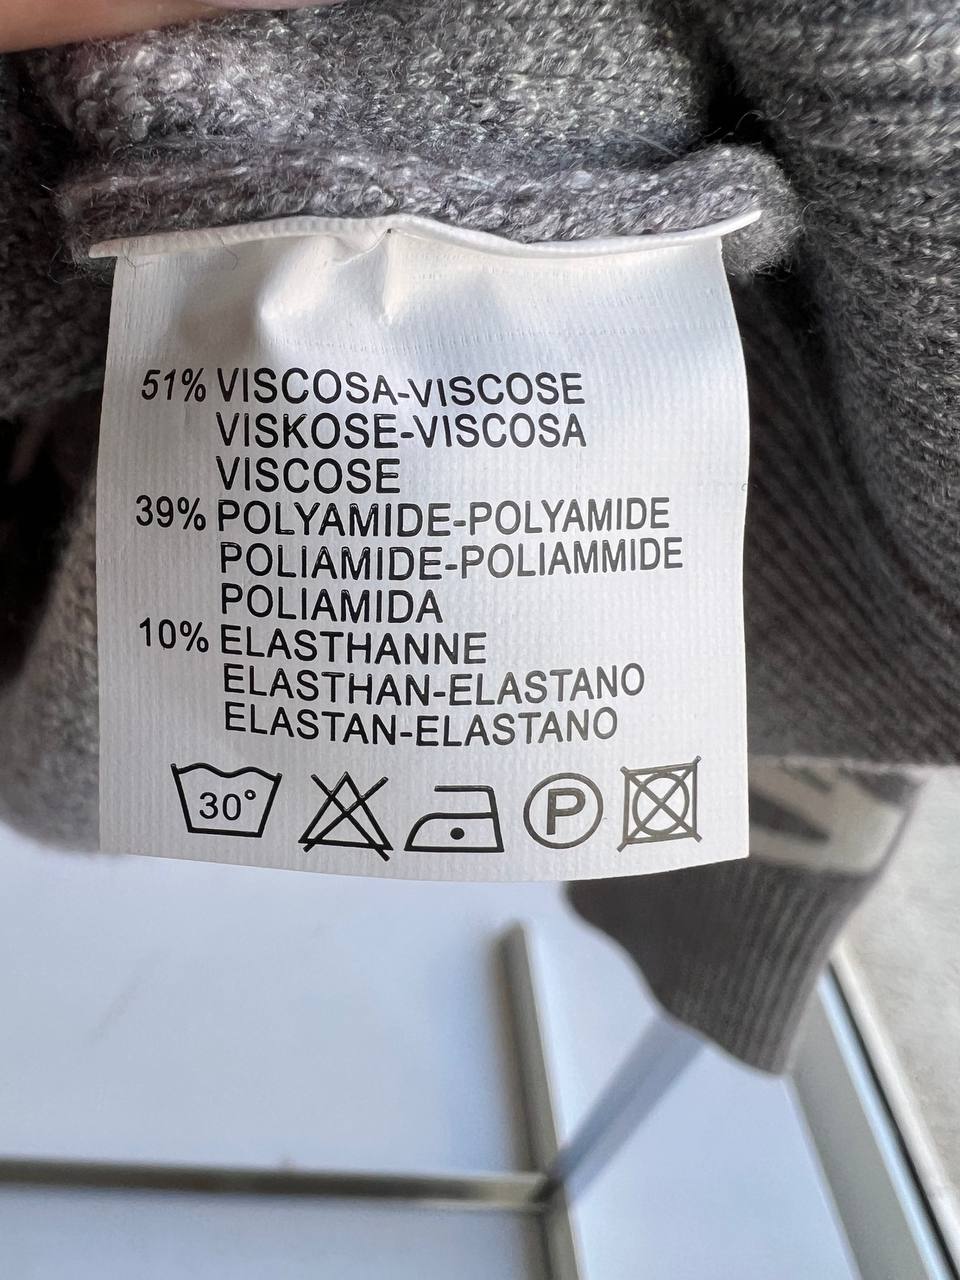 51% VISCOSA-VISCOSE
VISKOSE-VISCOSA
VISCOSE
39% POLYAMIDE-POLYAMIDE
POLIAMIDE-POLIAMMIDE
POLIAMIDA
10% ELASTHANNE
ELASTHAN-ELASTANO
ELASTAN-ELASTANO
30° P